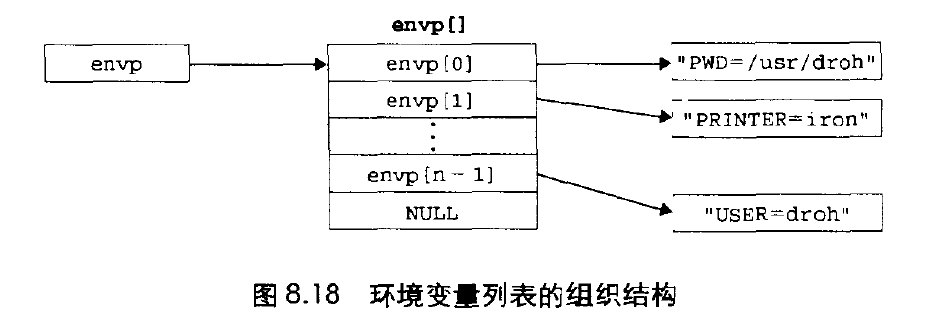 envp[]
envp
envp[0]
"PWD=/usr/droh"
envp[1]
"PRINTER=iron"
⋮
envp[n-1]
NULL
"USER=droh"
图 8.18 环境变量列表的组织结构